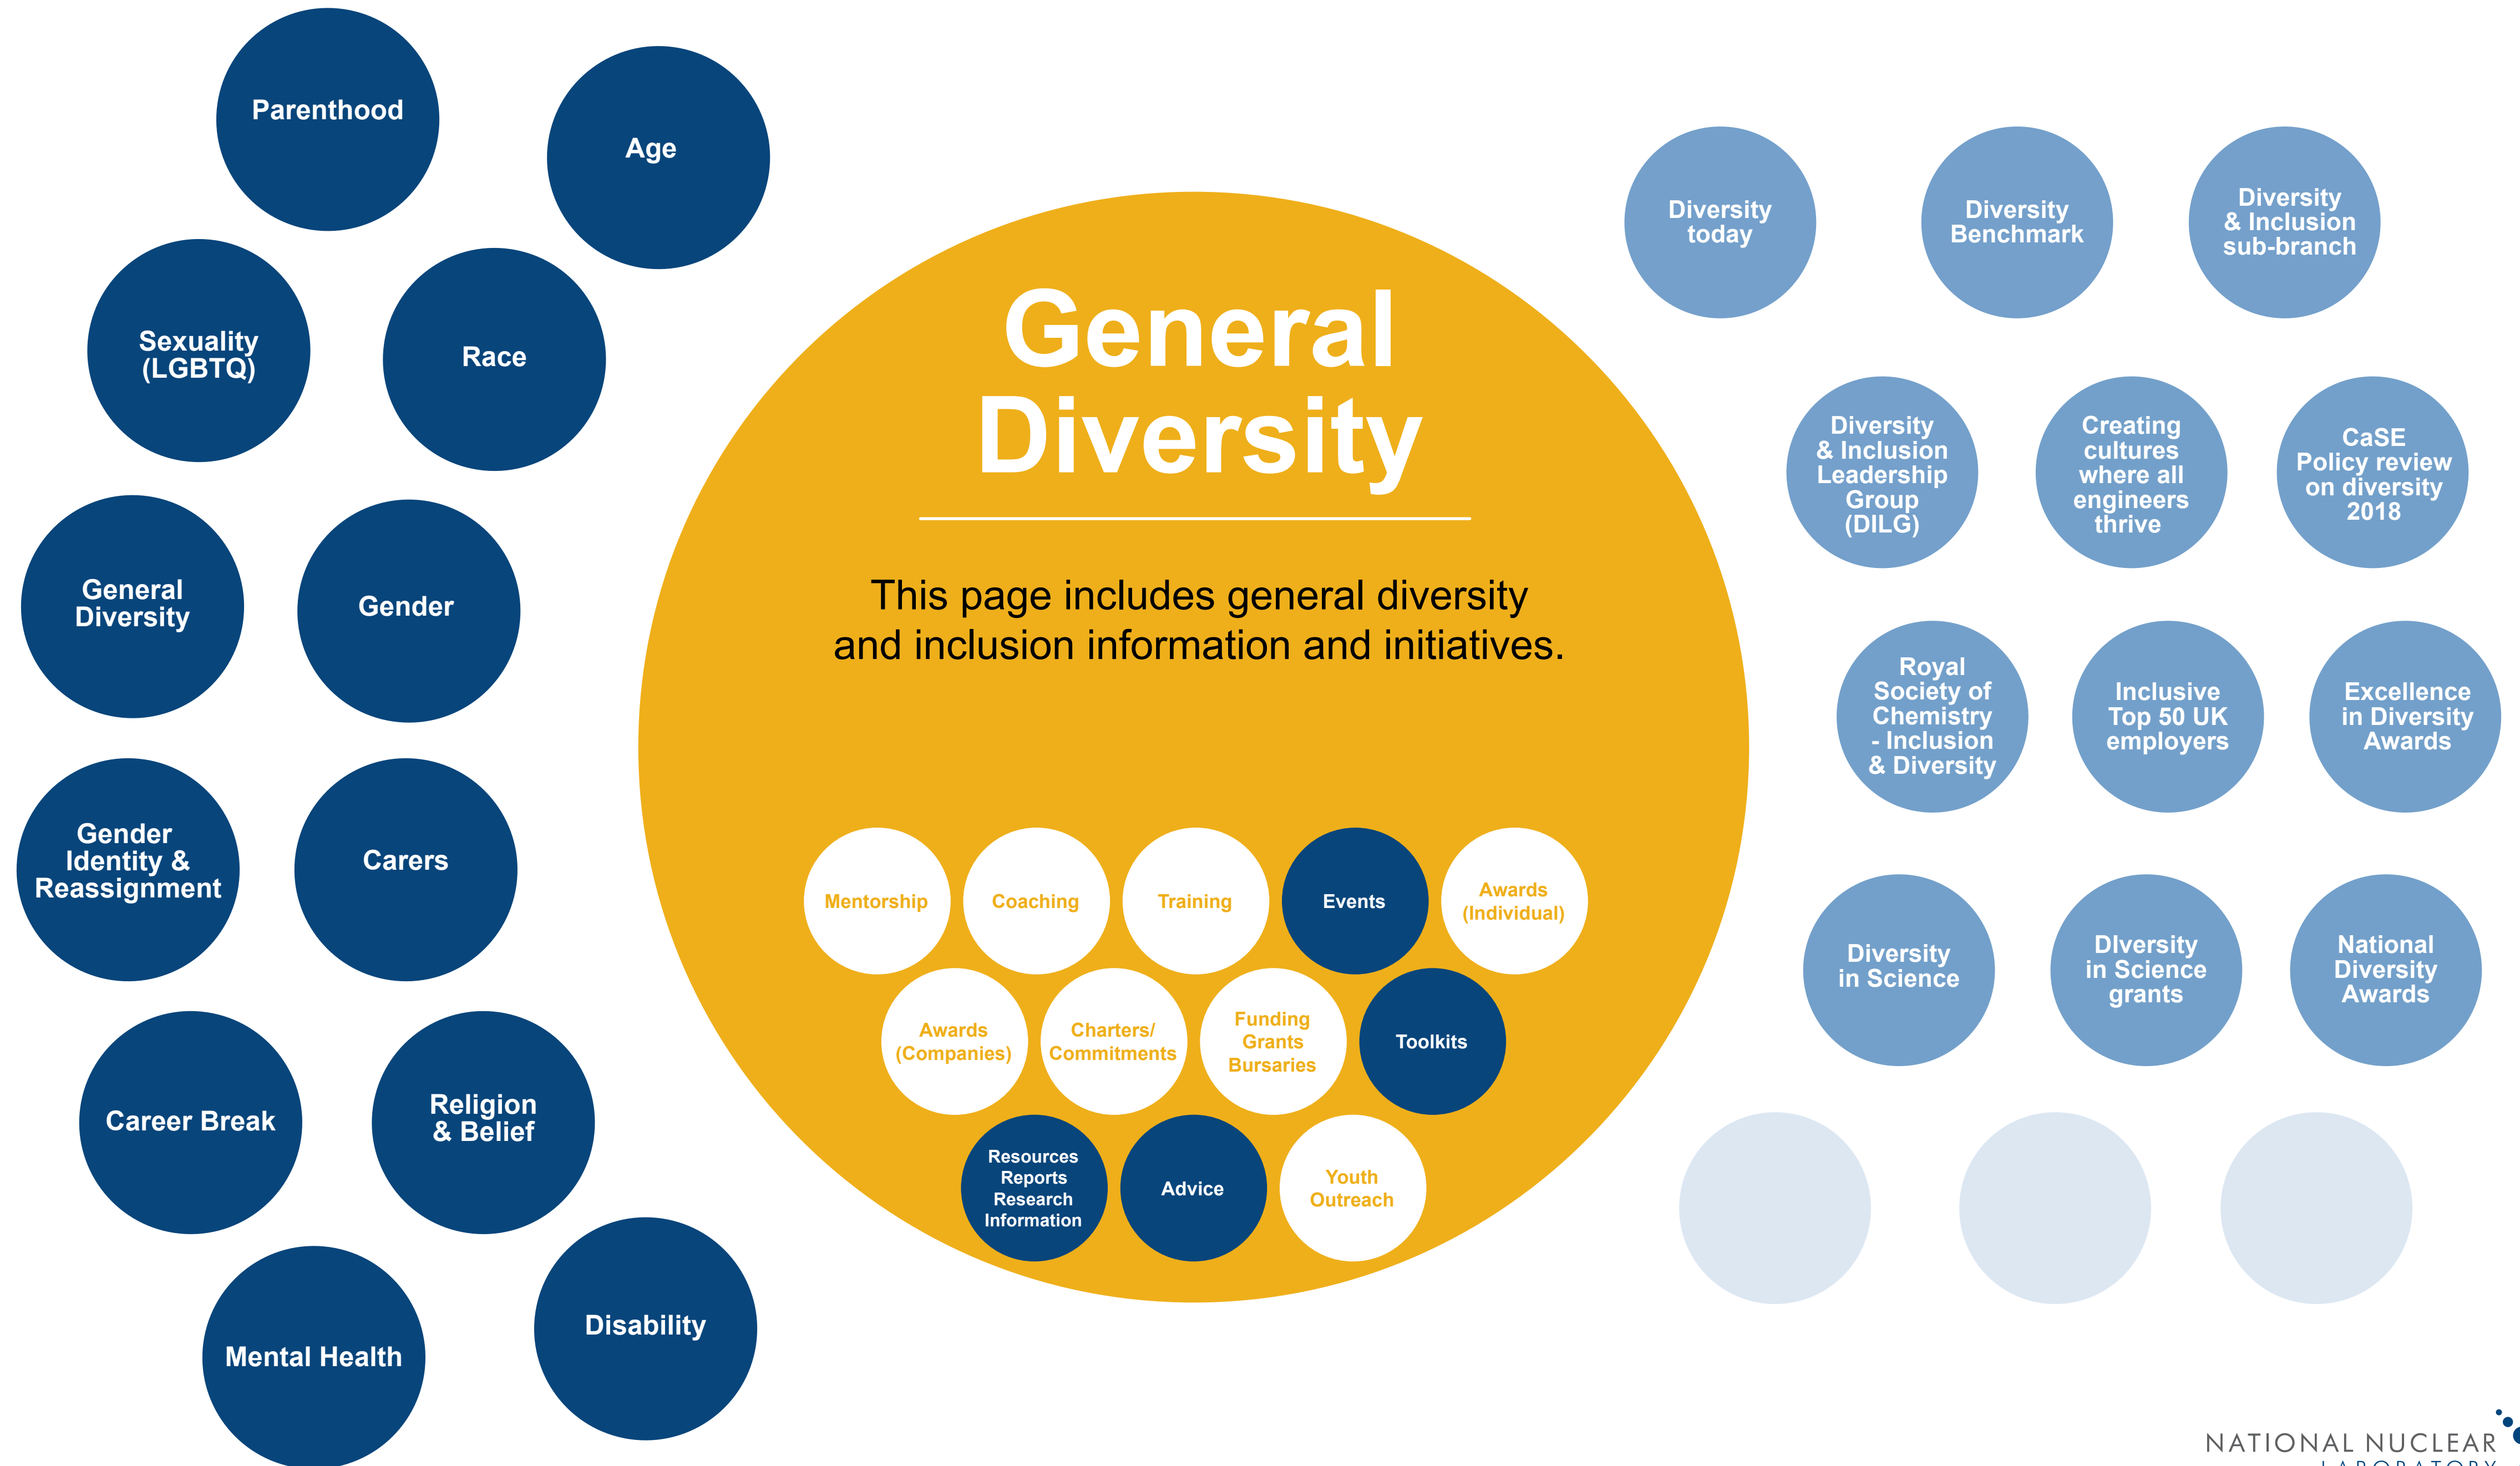 Parenthood
Age
Sexuality
(LGBTQ)
Race
General
Diversity
Gender
Gender
Identity &
Reassignment
Carers
Career Break
Religion
& Belief
Mental Health
Disability
General
Diversity
This page includes general diversity
and inclusion information and initiatives.
Mentorship
Coaching
Training
Events
Awards
(Individual)
Awards
(Companies)
Charters/
Commitments
Funding
Grants
Bursaries
Toolkits
Resources
Reports
Research
Information
Advice
Youth
Outreach
Diversity
today
Diversity
Benchmark
Diversity
& Inclusion
sub-branch
Diversity
& Inclusion
Leadership
Group
(DILG)
Creating
cultures
where all
engineers
thrive
CaSE
Policy review
on diversity
2018
Royal
Society of
Chemistry
- Inclusion
& Diversity
Inclusive
Top 50 UK
employers
Excellence
in Diversity
Awards
Diversity
in Science
DIversity
in Science
grants
National
Diversity
Awards
NATIONAL NUCLEAR
LABORATORY